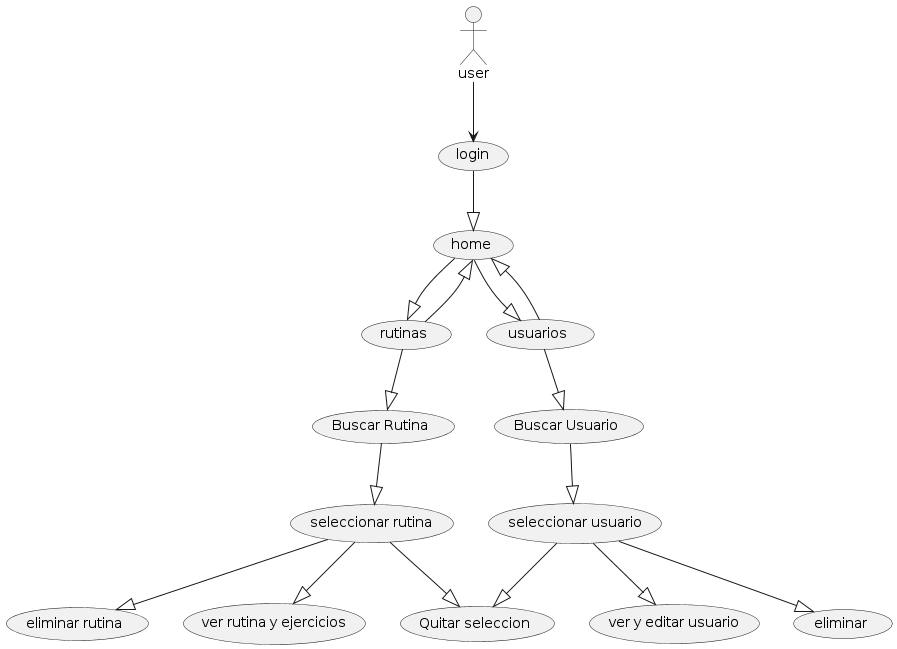 user
login
home
rutinas
usuarios
Buscar Rutina
Buscar Usuario
seleccionar rutina
seleccionar usuario
eliminar rutina
ver rutina y ejercicios
Quitar seleccion
ver y editar usuario
eliminar